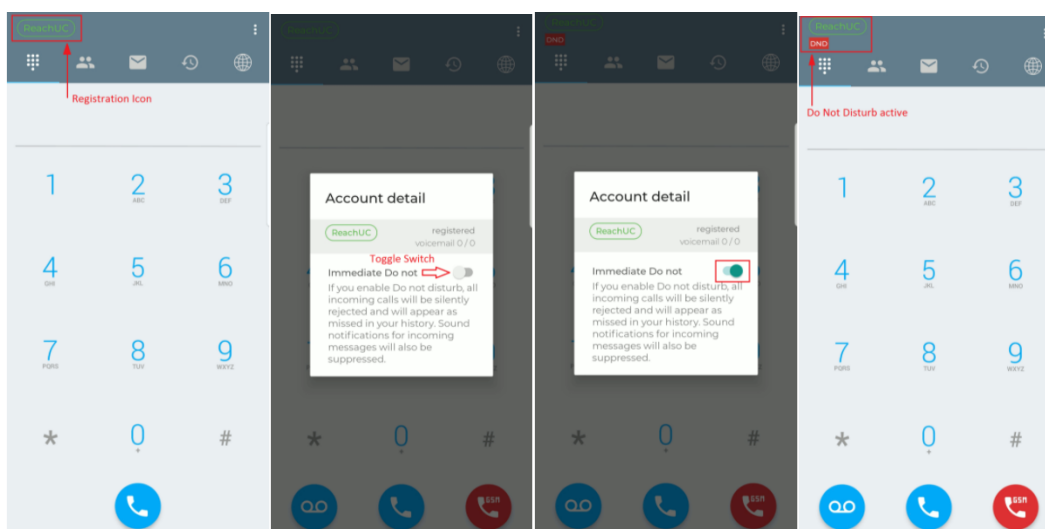 ReachUC
Registration Icon
1
2
ABC
3
DEF
4
GHI
5
JKL
6
MNO
7
PQRS
8
TUV
9
WXYZ
*
0
+
#
ReachUC
Account detail
ReachUC
registered
voicemail 0 / 0
Toggle Switch
Immediate Do not
If you enable Do not disturb, all
incoming calls will be silently
rejected and will appear as
missed in your history. Sound
notifications for incoming
messages will also be
suppressed.
*
0
#
GSM
ReachUC
DND
Account detail
ReachUC
registered
voicemail 0 / 0
Immediate Do not
If you enable Do not disturb, all
incoming calls will be silently
rejected and will appear as
missed in your history. Sound
notifications for incoming
messages will also be
suppressed.
*
0
#
GSM
ReachUC
DND
Do Not Disturb active
1
2
ABC
3
DEF
4
GHI
5
JKL
6
MNO
7
PQRS
8
TUV
9
WXYZ
*
0
+
#
GSM